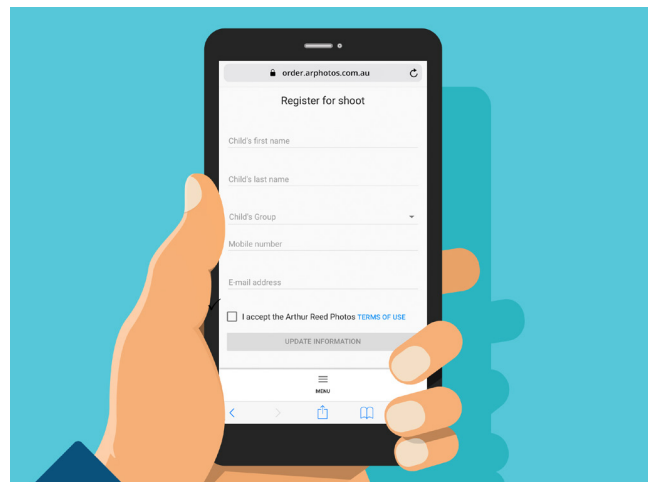 order.arphotos.com.au
Register for shoot
Child's first name
Child's last name
Child's Group
Mobile number
E-mail address
I accept the Arthur Reed Photos TERMS OF USE
UPDATE INFORMATION
MENU